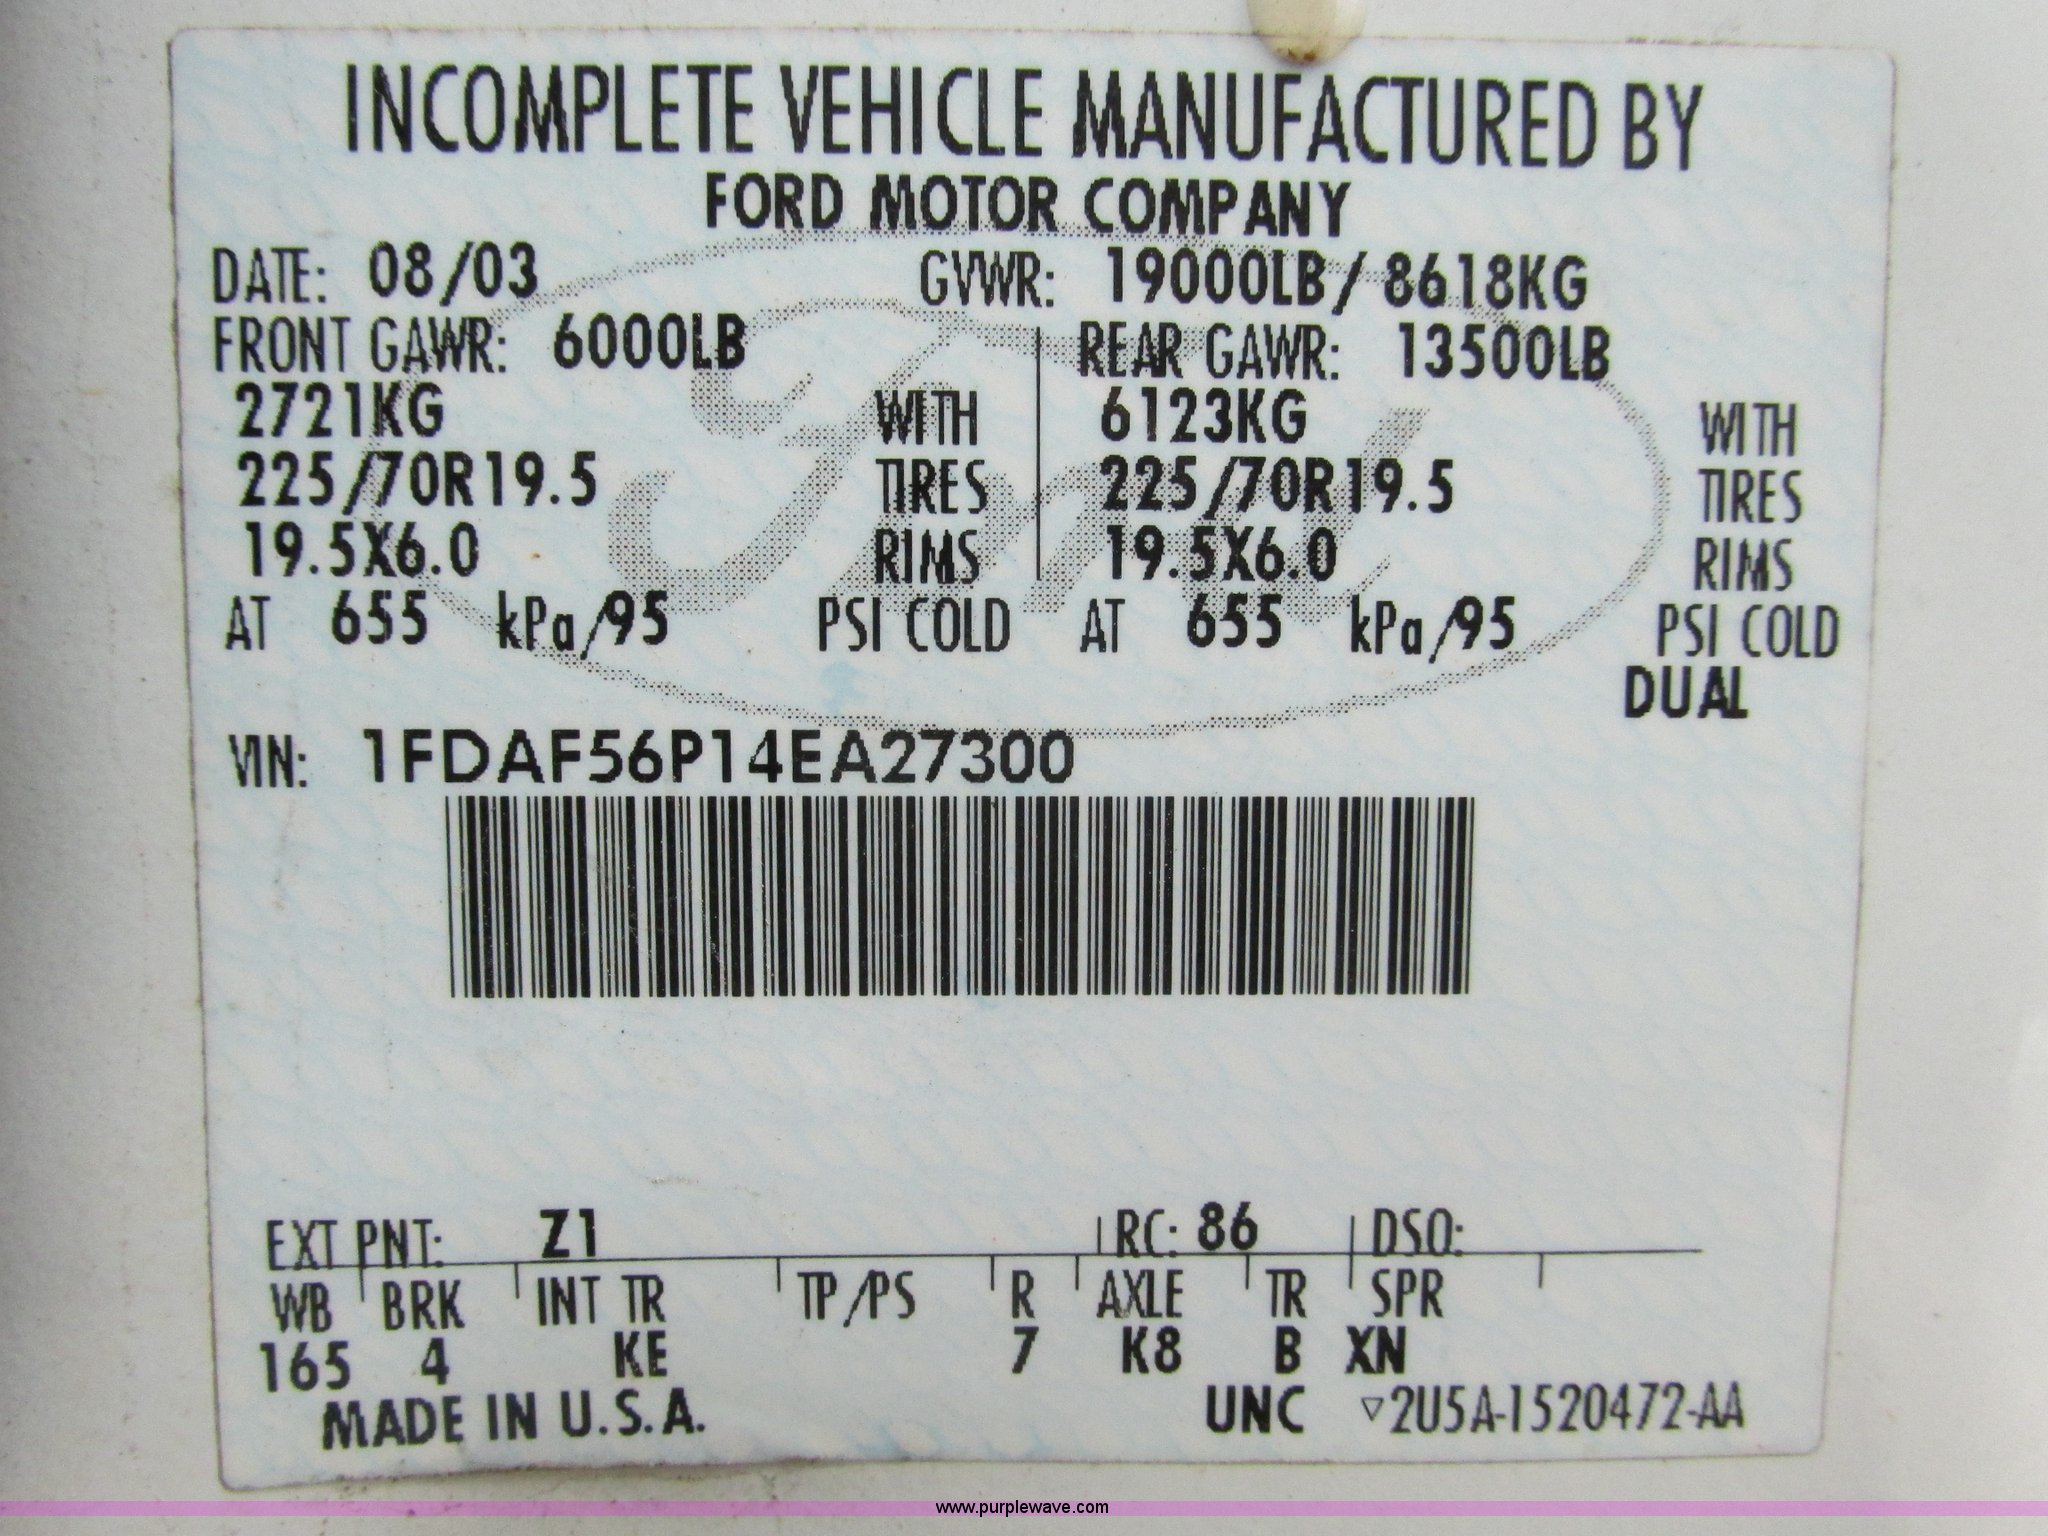 INCOMPLETE VEHICLE MANUFACTURED BY
FORD MOTOR COMPANY
DATE: 08/03 GVWR: 19000LB/ 8618KG
FRONT GAWR: 6000LB REAR GAWR: 13500LB
2721KG WITH 6123KG WITH
225/70R19.5 TIRES 225/70R19.5 TIRES
19.5X6.0 RIMS 19.5X6.0 RIMS
AT 655 kPa/95 PSI COLD AT 655 kPa/95 PSI COLD
DUAL
VIN: 1FDAF56P14EA27300
EXT PNT: Z1 RC: 86 DSO:
WB BRK INT TR TP/PS R AXLE TR SPR
165 4 KE 7 K8 B XN
MADE IN U.S.A. UNC ▽2U5A-1520472-AA
www.purplewave.com